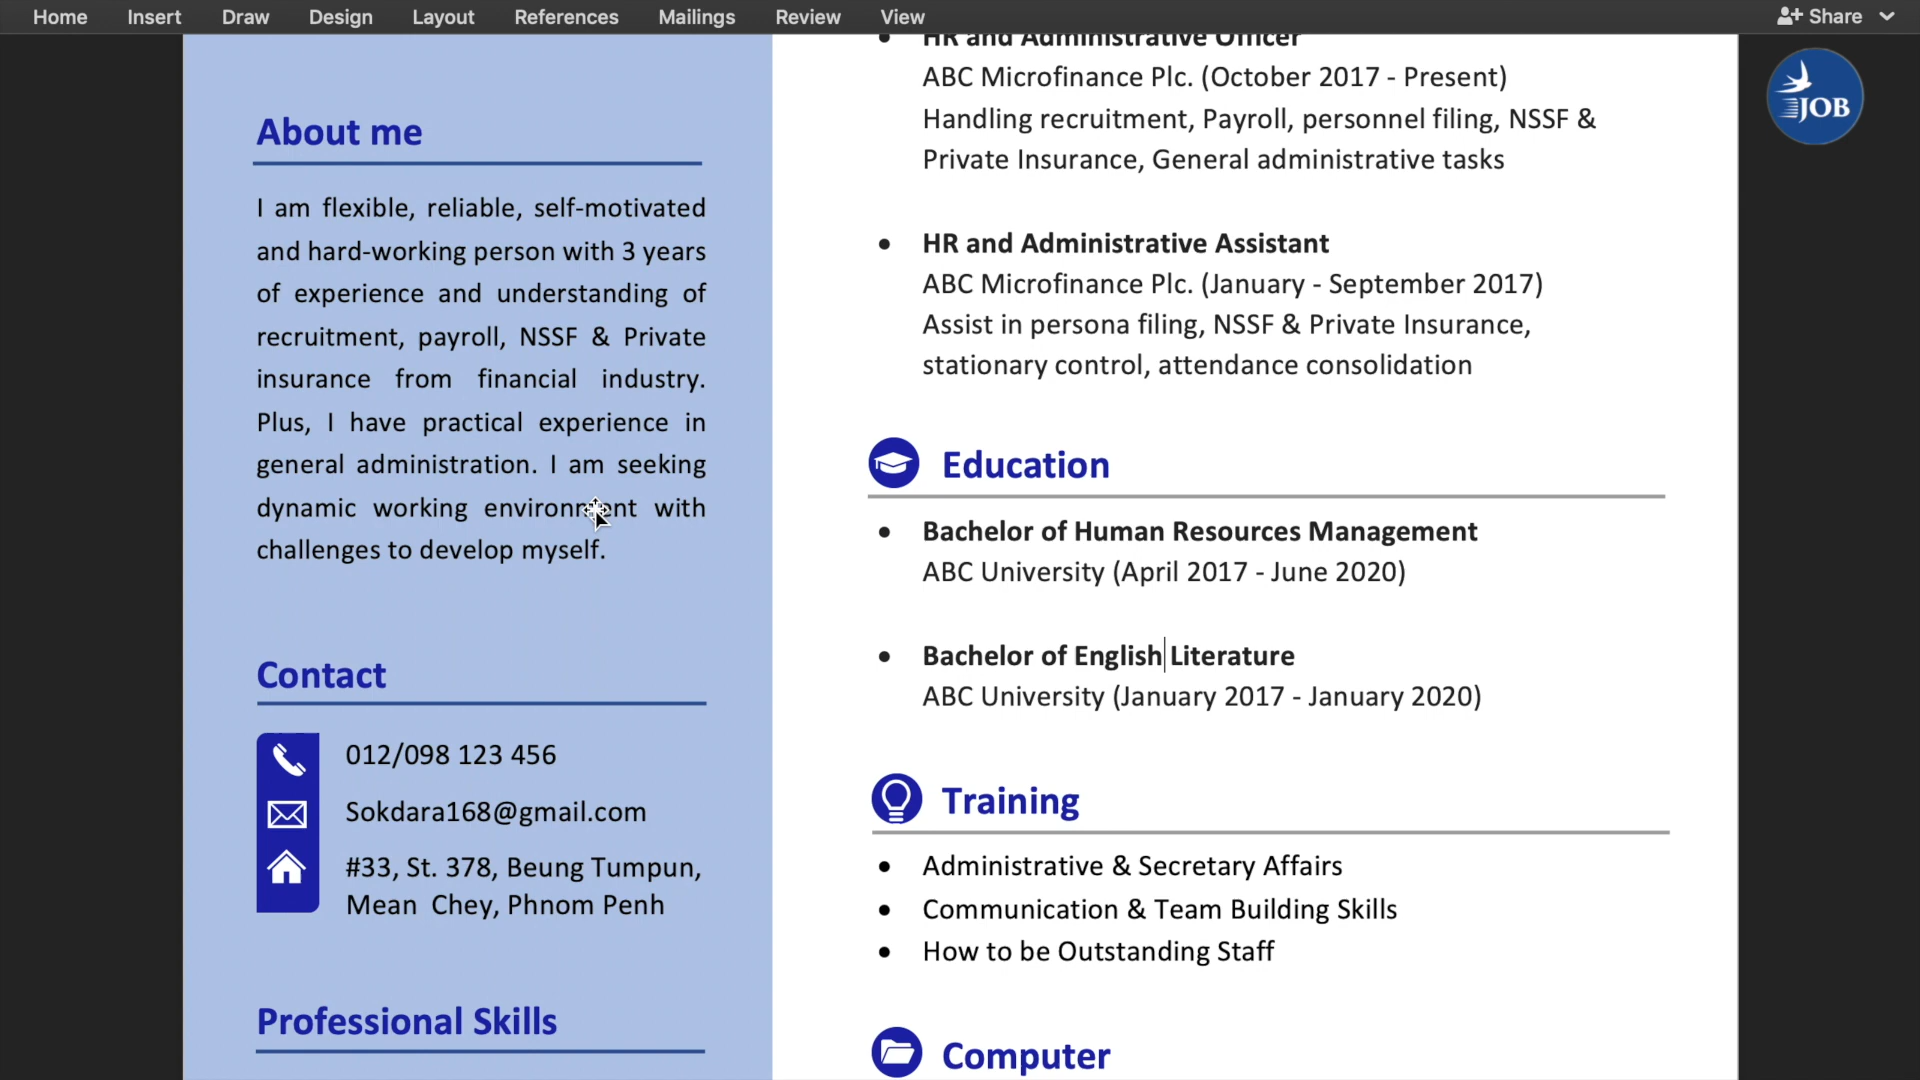 Home Insert Draw Design Layout References Mailings Review View Share
JOB
About me
I am flexible, reliable, self-motivated
and hard-working person with 3 years
of experience and understanding of
recruitment, payroll, NSSF & Private
insurance from financial industry.
Plus, I have practical experience in
general administration. I am seeking
dynamic working environment with
challenges to develop myself.
Contact
012/098 123 456
Sokdara168@gmail.com
#33, St. 378, Beung Tumpun,
Mean Chey, Phnom Penh
Professional Skills
HR and Administrative Officer
ABC Microfinance Plc. (October 2017 - Present)
Handling recruitment, Payroll, personnel filing, NSSF &
Private Insurance, General administrative tasks
HR and Administrative Assistant
ABC Microfinance Plc. (January - September 2017)
Assist in persona filing, NSSF & Private Insurance,
stationary control, attendance consolidation
Education
Bachelor of Human Resources Management
ABC University (April 2017 - June 2020)
Bachelor of English Literature
ABC University (January 2017 - January 2020)
Training
Administrative & Secretary Affairs
Communication & Team Building Skills
How to be Outstanding Staff
Computer